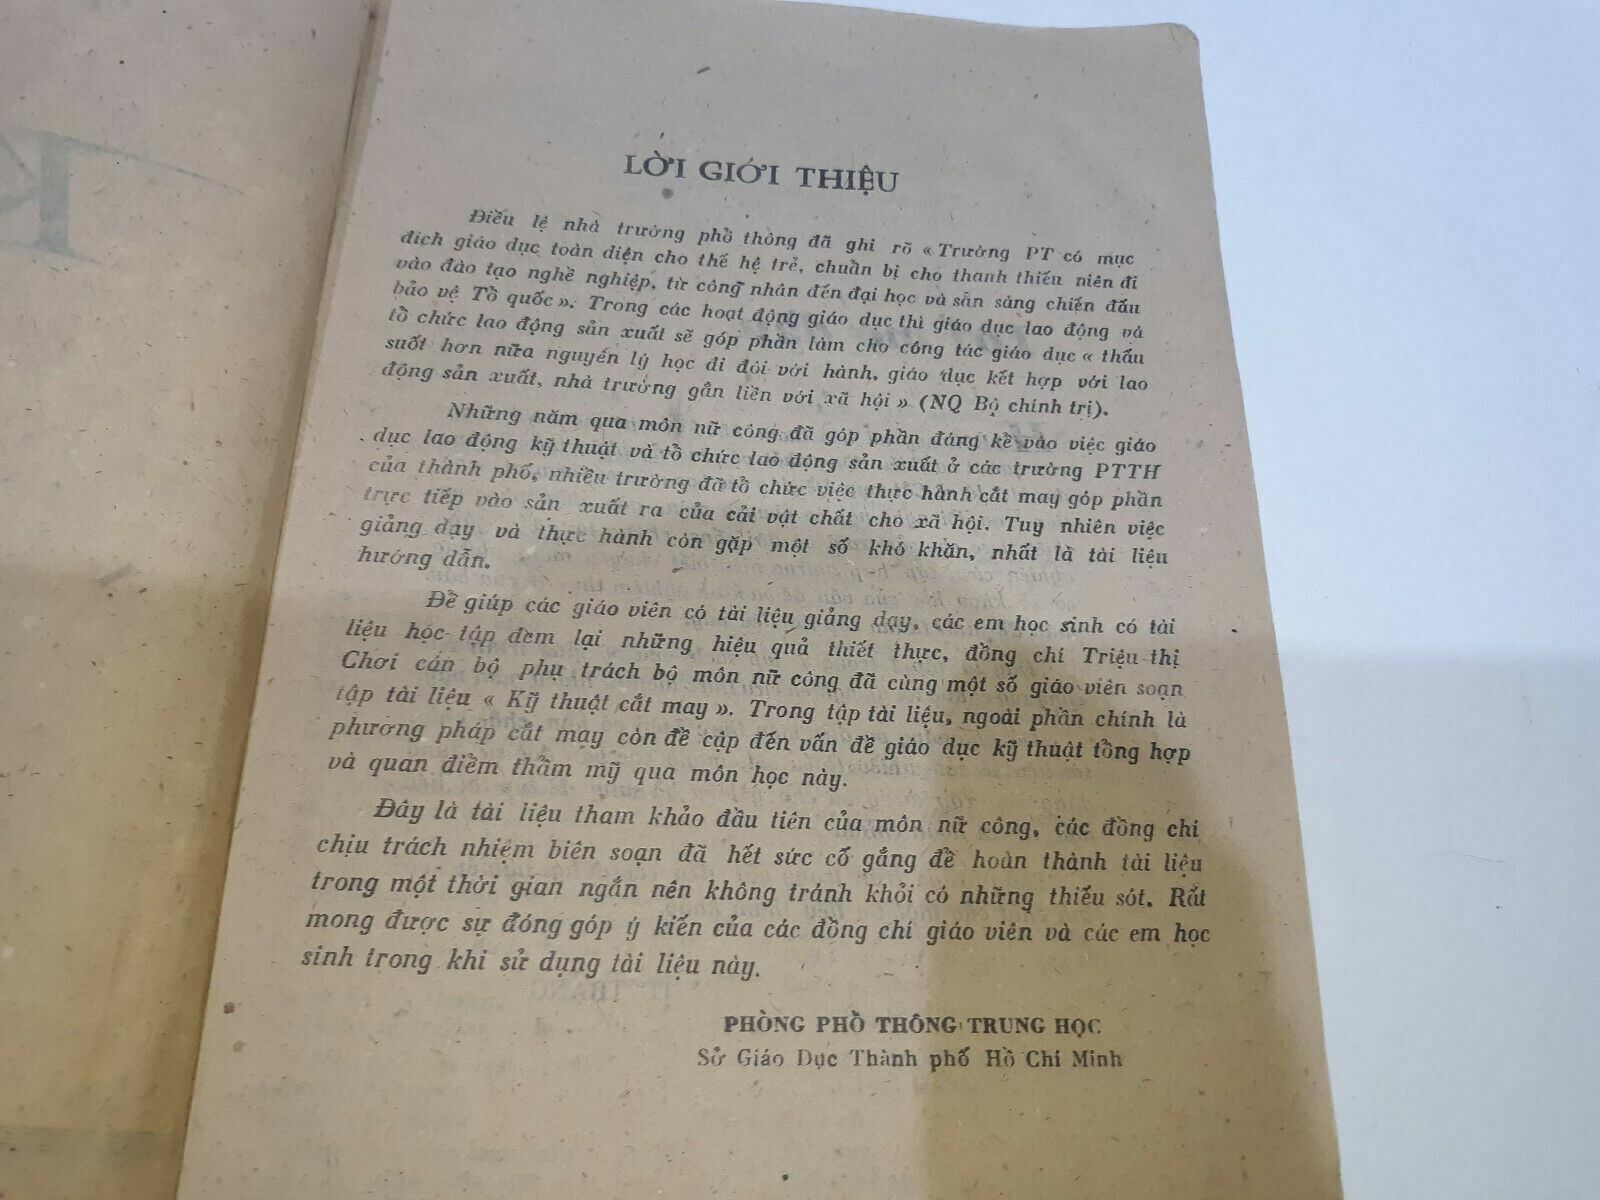 LỜI GIỚI THIỆU
Điều lệ nhà trường phổ thông đã ghi rõ « Trường PT có mục
đích giáo dục toàn diện cho thế hệ trẻ, chuẩn bị cho thanh thiếu niên đi
vào đào tạo nghề nghiệp, từ công nhân đến đại học và sẵn sàng chiến đấu
bảo vệ Tổ quốc ». Trong các hoạt động giáo dục thì giáo dục lao động và
tổ chức lao động sản xuất sẽ góp phần làm cho công tác giáo dục « thấu
suốt hơn nữa nguyên lý học đi đôi với hành, giáo dục kết hợp với lao
động sản xuất, nhà trường gắn liền với xã hội » (NQ Bộ chính trị).
Những năm qua môn nữ công đã góp phần đáng kể vào việc giáo
dục lao động kỹ thuật và tổ chức lao động sản xuất ở các trường PTTH
của thành phố, nhiều trường đã tổ chức việc thực hành cắt may góp phần
trực tiếp vào sản xuất ra của cải vật chất cho xã hội. Tuy nhiên việc
giảng dạy và thực hành còn gặp một số khó khăn, nhất là tài liệu
hướng dẫn.
Để giúp các giáo viên có tài liệu giảng dạy, các em học sinh có tài
liệu học tập đem lại những hiệu quả thiết thực, đồng chí Triệu thị
Chơi cán bộ phụ trách bộ môn nữ công đã cùng một số giáo viên soạn
tập tài liệu « Kỹ thuật cắt may ». Trong tập tài liệu, ngoài phần chính là
phương pháp cắt may còn đề cập đến vấn đề giáo dục kỹ thuật tổng hợp
và quan điểm thẩm mỹ qua môn học này.
Đây là tài liệu tham khảo đầu tiên của môn nữ công, các đồng chí
chịu trách nhiệm biên soạn đã hết sức cố gắng để hoàn thành tài liệu
trong một thời gian ngắn nên không tránh khỏi có những thiếu sót. Rất
mong được sự đóng góp ý kiến của các đồng chí giáo viên và các em học
sinh trong khi sử dụng tài liệu này.
PHÒNG PHỔ THÔNG TRUNG HỌC
Sở Giáo Dục Thành phố Hồ Chí Minh